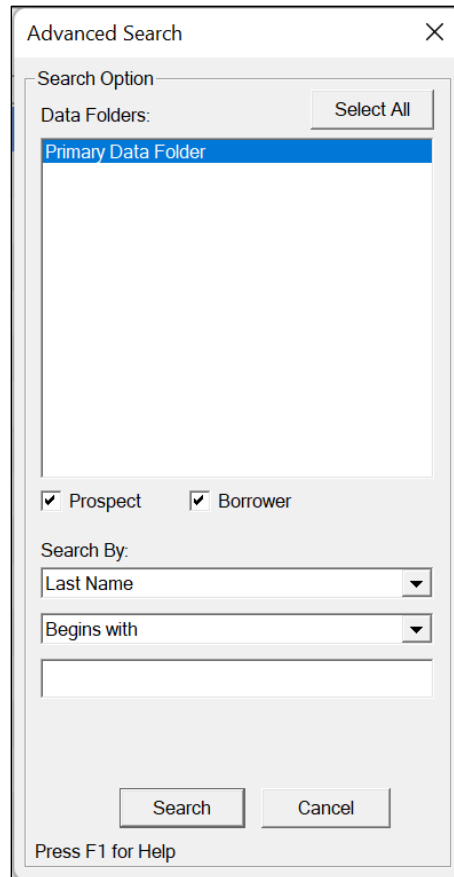 Advanced Search
Search Option
Data Folders:
Select All
Primary Data Folder
Prospect
Borrower
Search By:
Last Name
Begins with
Search
Cancel
Press F1 for Help